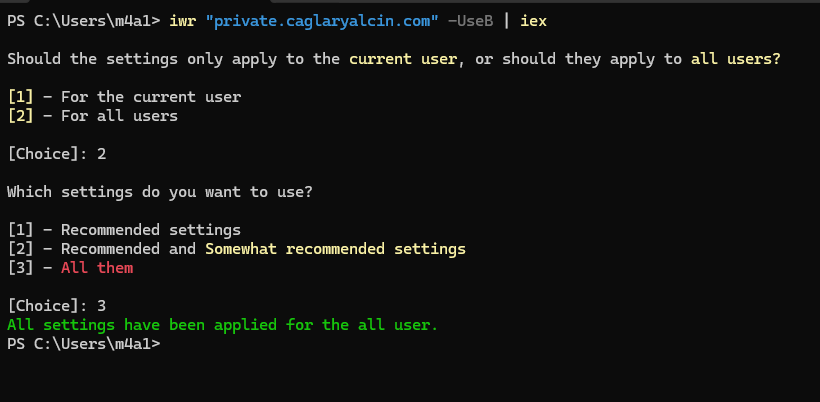 PS C:\Users\m4a1> iwr "private.caglaryalcin.com" -UseB | iex
Should the settings only apply to the current user, or should they apply to all users?
[1] - For the current user
[2] - For all users
[Choice]: 2
Which settings do you want to use?
[1] - Recommended settings
[2] - Recommended and Somewhat recommended settings
[3] - All them
[Choice]: 3
All settings have been applied for the all user.
PS C:\Users\m4a1>